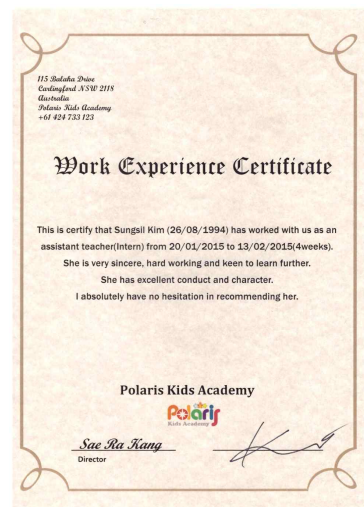 115 Balaka Drive
Carlingford NSW 2118
Australia
Polaris Kids Academy
+61 424 733 123
Work Experience Certificate
This is certify that Sungsil Kim (26/08/1994) has worked with us as an
assistant teacher(Intern) from 20/01/2015 to 13/02/2015(4weeks).
She is very sincere, hard working and keen to learn further.
She has excellent conduct and character.
I absolutely have no hesitation in recommending her.
Polaris Kids Academy
Polaris
Kids Academy
Sae Ra Kang
Director